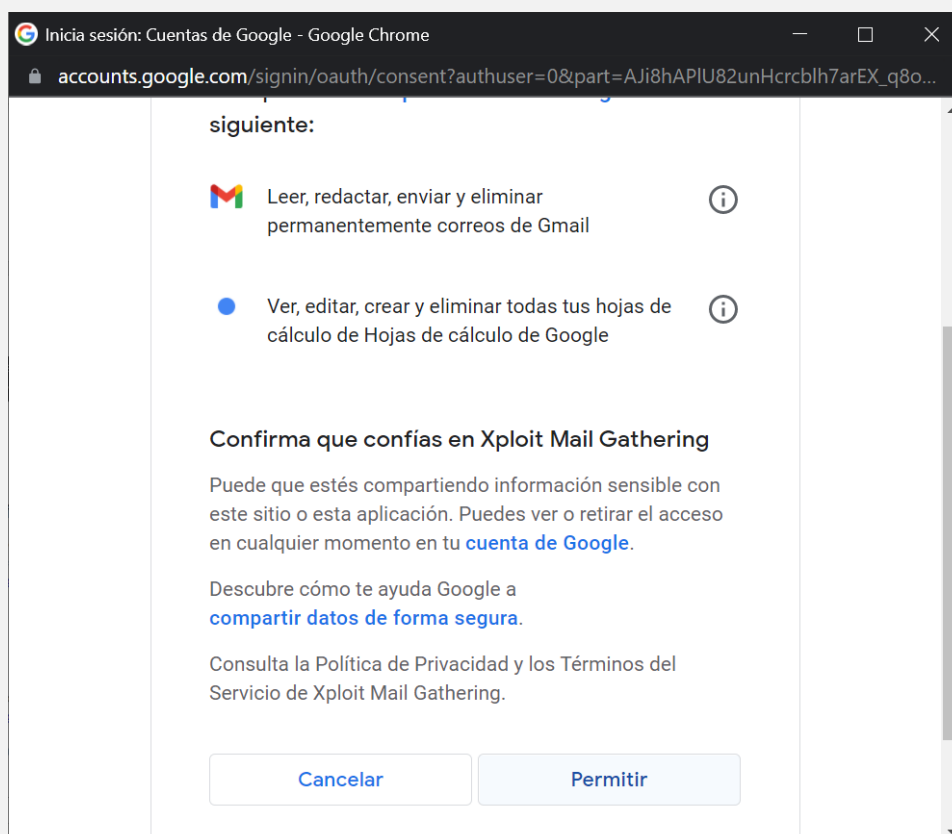 Inicia sesión: Cuentas de Google - Google Chrome
accounts.google.com/signin/oauth/consent?authuser=0&part=AJi8hAPlU82unHcrcblh7arEX_q8o...
siguiente:
Leer, redactar, enviar y eliminar
permanentemente correos de Gmail
Ver, editar, crear y eliminar todas tus hojas de
cálculo de Hojas de cálculo de Google
Confirma que confías en Xploit Mail Gathering
Puede que estés compartiendo información sensible con
este sitio o esta aplicación. Puedes ver o retirar el acceso
en cualquier momento en tu cuenta de Google.
Descubre cómo te ayuda Google a
compartir datos de forma segura.
Consulta la Política de Privacidad y los Términos del
Servicio de Xploit Mail Gathering.
Cancelar
Permitir